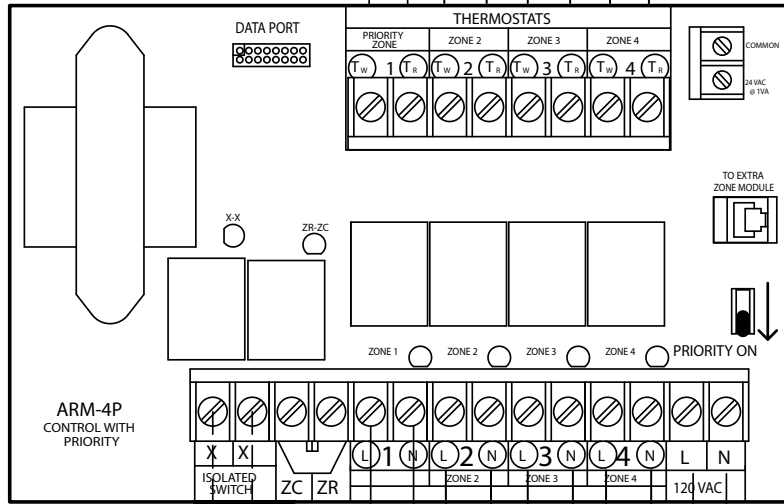 THERMOSTATS
DATA PORT
PRIORITY ZONE
ZONE 2
ZONE 3
ZONE 4
TW 1 TR TW 2 TR TW 3 TR TW 4 TR
COMMON
24 VAC
@ 1VA
TO EXTRA
ZONE MODULE
X-X
ZR-ZC
ZONE 1
ZONE 2
ZONE 3
ZONE 4
PRIORITY ON
ARM-4P
CONTROL WITH
PRIORITY
X X
ISOLATED
SWITCH
ZC ZR
L 1 N L 2 N L 3 N L 4 N L N
ZONE 2
ZONE 3
ZONE 4
120 VAC